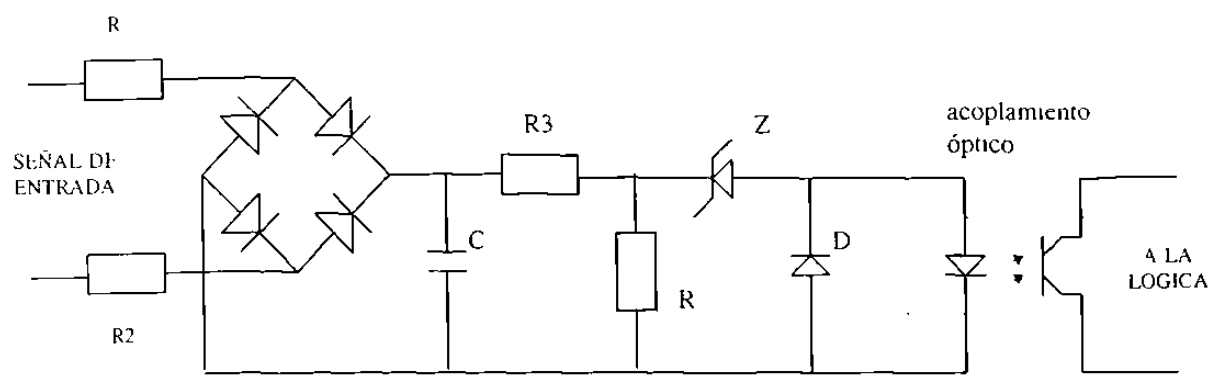 R
SEÑAL DE
ENTRADA
R2
C
R3
R
Z
D
acoplamiento
óptico
A LA
LOGICA